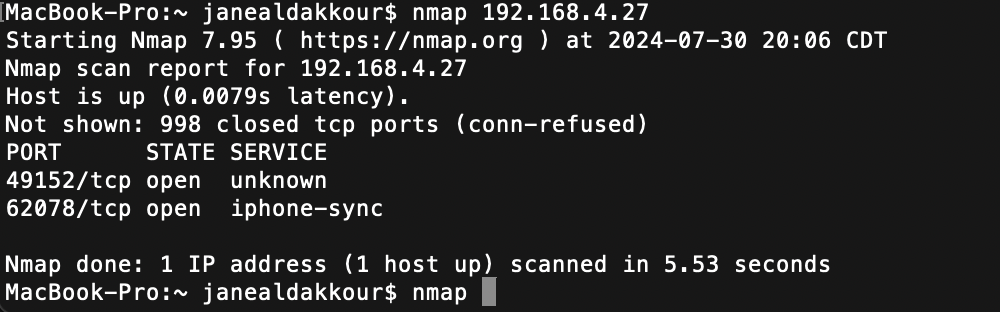 [MacBook-Pro:~ janealdakkour$ nmap 192.168.4.27
Starting Nmap 7.95 ( https://nmap.org ) at 2024-07-30 20:06 CDT
Nmap scan report for 192.168.4.27
Host is up (0.0079s latency).
Not shown: 998 closed tcp ports (conn-refused)
PORT      STATE SERVICE
49152/tcp open  unknown
62078/tcp open  iphone-sync

Nmap done: 1 IP address (1 host up) scanned in 5.53 seconds
MacBook-Pro:~ janealdakkour$ nmap